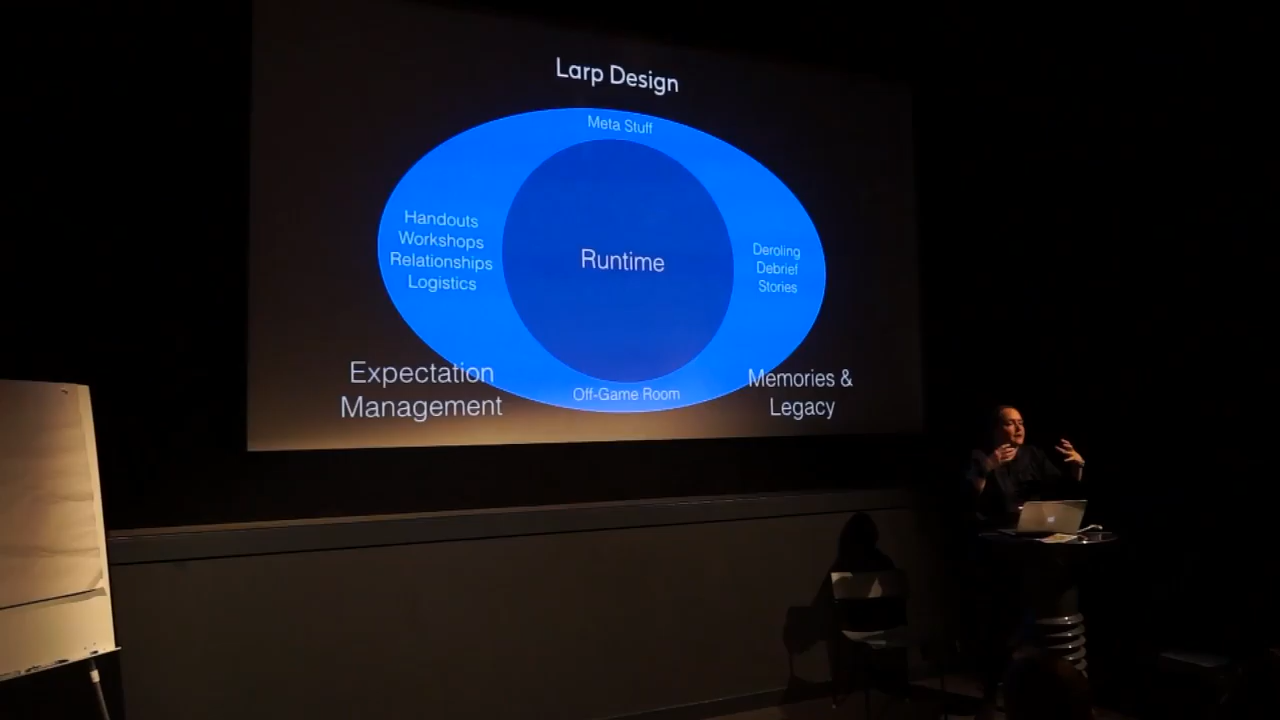 Larp Design
Meta Stuff
Handouts
Workshops
Relationships
Logistics
Runtime
Deroling
Debrief
Stories
Expectation
Management
Off-Game Room
Memories &
Legacy